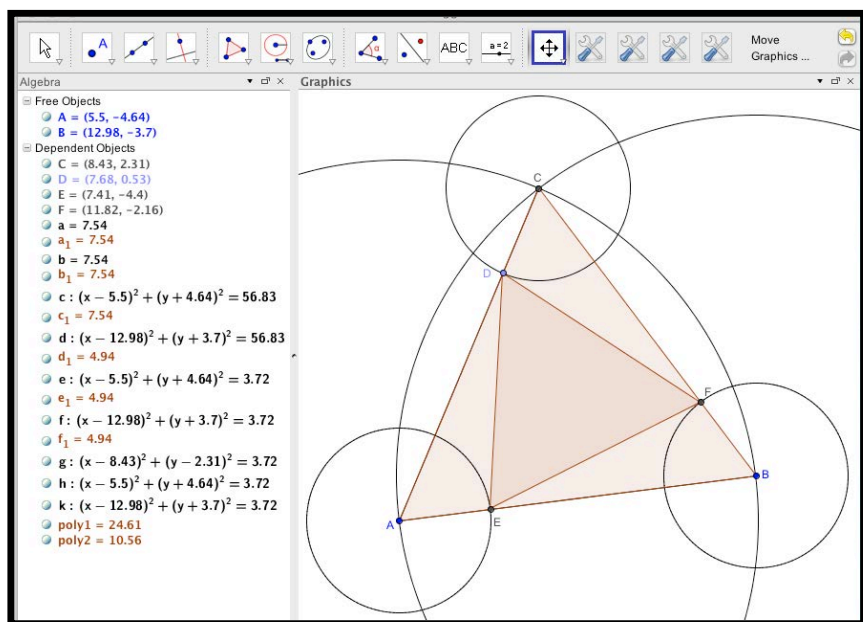 A
α
ABC
a=2
Move
Graphics ...
Algebra
Graphics
Free Objects
A = (5.5, −4.64)
B = (12.98, −3.7)
Dependent Objects
C = (8.43, 2.31)
D = (7.68, 0.53)
E = (7.41, −4.4)
F = (11.82, −2.16)
a = 7.54
a₁ = 7.54
b = 7.54
b₁ = 7.54
c : (x − 5.5)² + (y + 4.64)² = 56.83
c₁ = 7.54
d : (x − 12.98)² + (y + 3.7)² = 56.83
d₁ = 4.94
e : (x − 5.5)² + (y + 4.64)² = 3.72
e₁ = 4.94
f : (x − 12.98)² + (y + 3.7)² = 3.72
f₁ = 4.94
g : (x − 8.43)² + (y − 2.31)² = 3.72
h : (x − 5.5)² + (y + 4.64)² = 3.72
k : (x − 12.98)² + (y + 3.7)² = 3.72
poly1 = 24.61
poly2 = 10.56
C
D
F
B
E
A